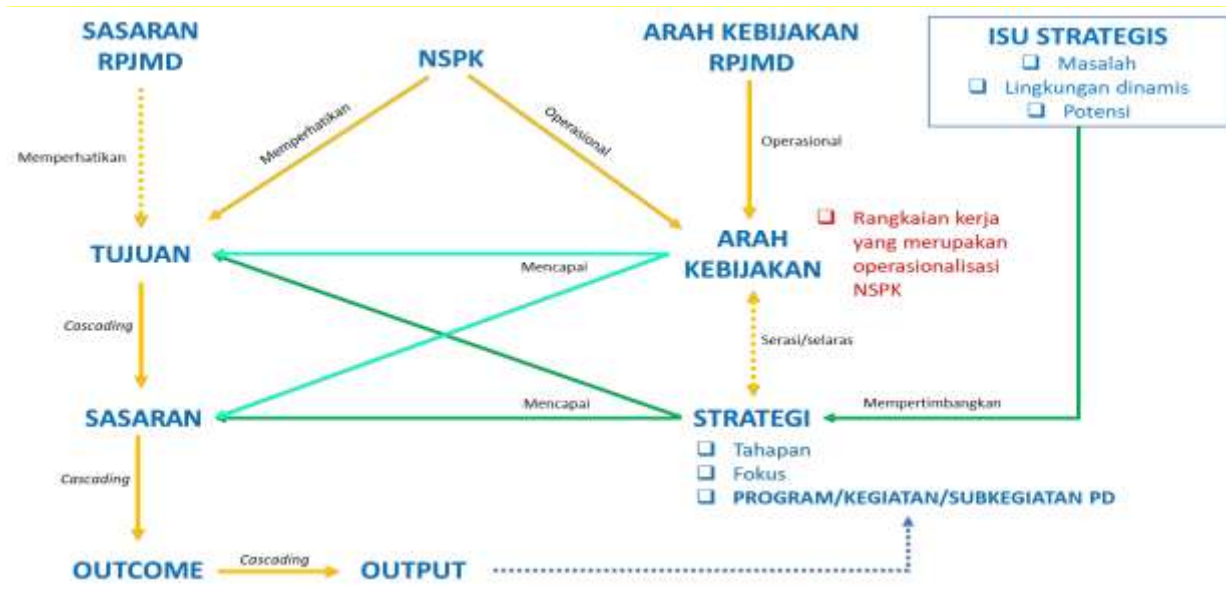 SASARAN
RPJMD
NSPK
ARAH KEBIJAKAN
RPJMD
ISU STRATEGIS
Masalah
Lingkungan dinamis
Potensi
Memperhatikan
Memperhatikan
Operasional
Operasional
TUJUAN
Mencapai
ARAH
KEBIJAKAN
Rangkaian kerja
yang merupakan
operasionalisasi
NSPK
Cascading
Serasi/selaras
SASARAN
Mencapai
STRATEGI
Mempertimbangkan
Tahapan
Fokus
PROGRAM/KEGIATAN/SUBKEGIATAN PD
Cascading
OUTCOME
Cascading
OUTPUT